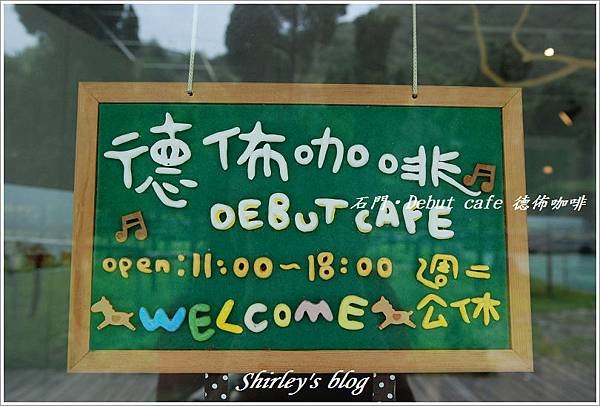 德佈咖啡
石門·Debut cafe 德佈咖啡
DEBUT CAFE
open:11:00~18:00 週二
WELCOME 公休
Shirley's blog